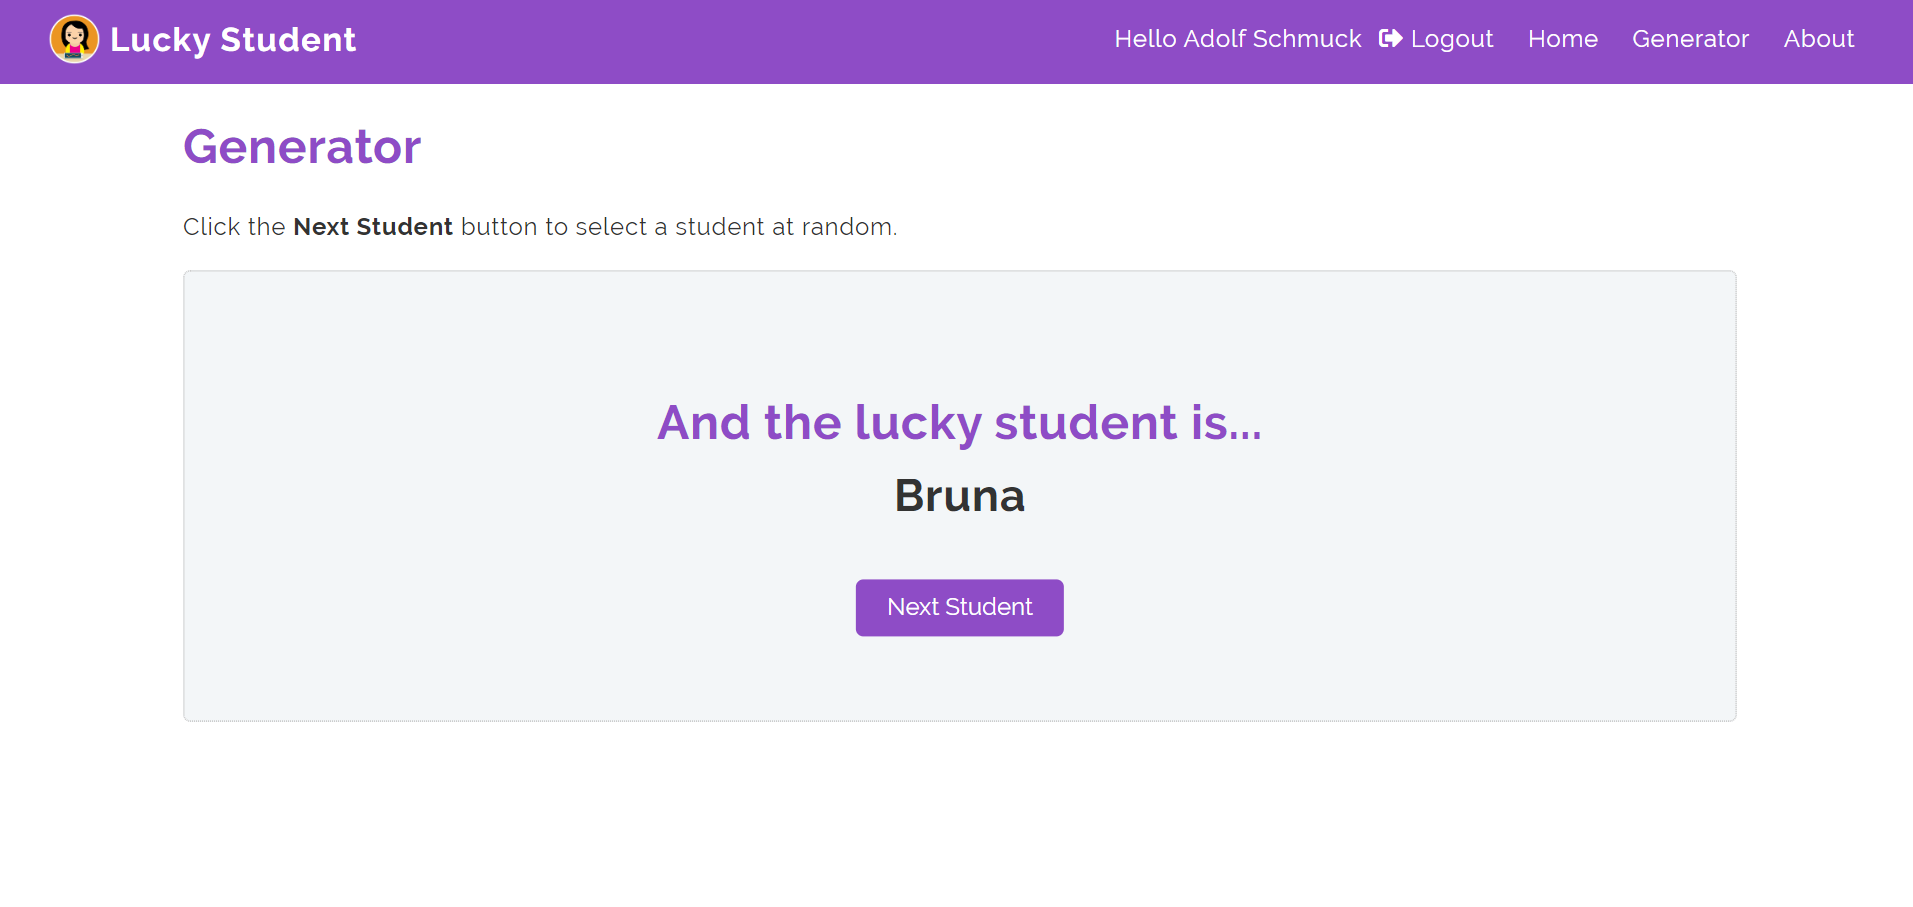 Lucky Student
Hello Adolf Schmuck Logout Home Generator About
Generator
Click the Next Student button to select a student at random.
And the lucky student is...
Bruna
Next Student